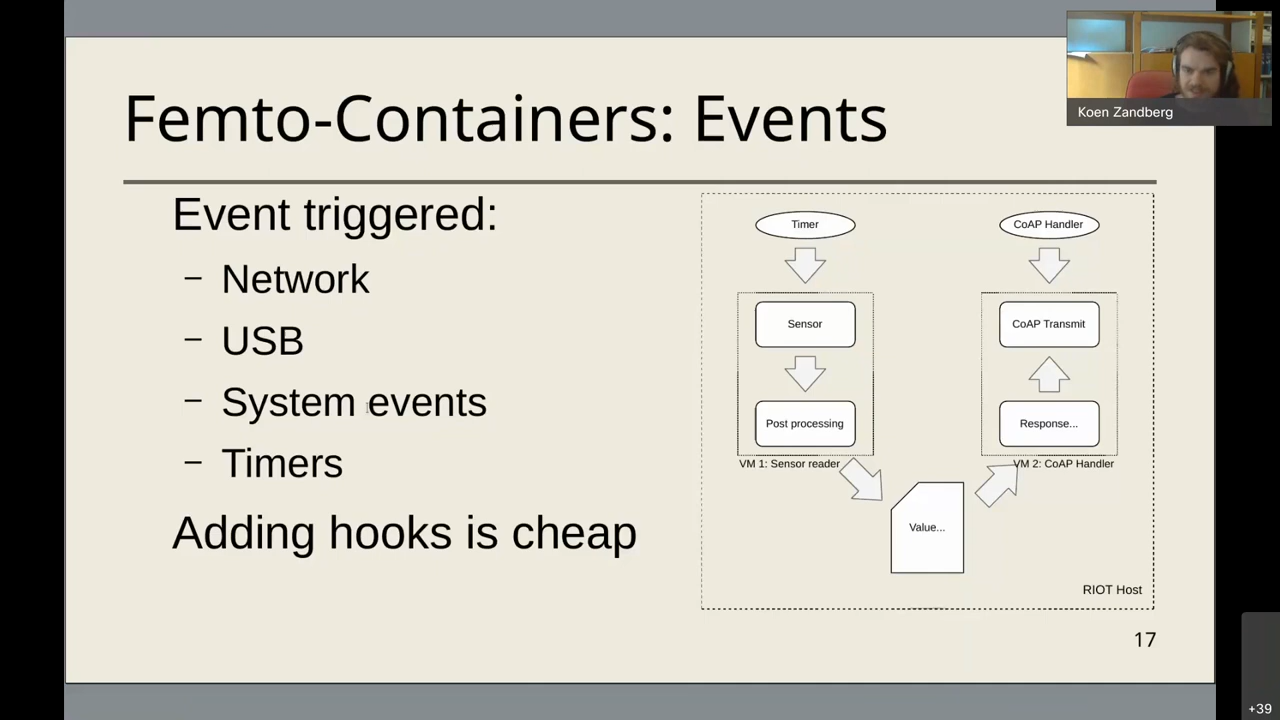 Femto-Containers: Events
Koen Zandberg
Event triggered:
– Network
– USB
– System events
– Timers
Adding hooks is cheap
Timer
CoAP Handler
Sensor
CoAP Transmit
Post processing
Response...
VM 1: Sensor reader
VM 2: CoAP Handler
Value...
RIOT Host
17
+39